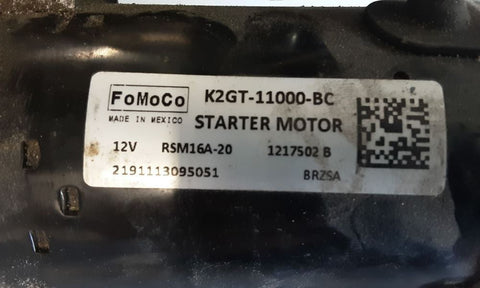 FoMoCo K2GT-11000-BC
MADE IN MEXICO STARTER MOTOR
12V RSM16A-20 1217502 B
2191113095051 BRZSA